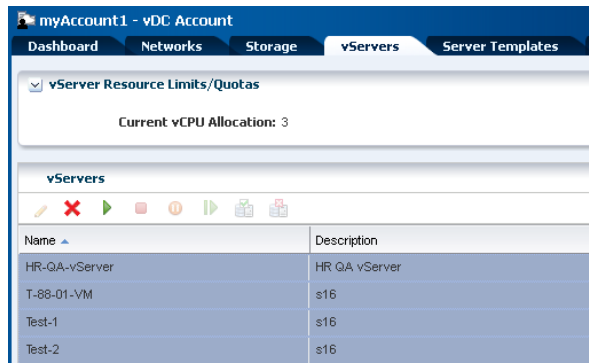 myAccount1 - vDC Account
Dashboard Networks Storage vServers Server Templates
vServer Resource Limits/Quotas
Current vCPU Allocation: 3
vServers
Name Description
HR-QA-vServer HR QA vServer
T-88-01-VM s16
Test-1 s16
Test-2 s16